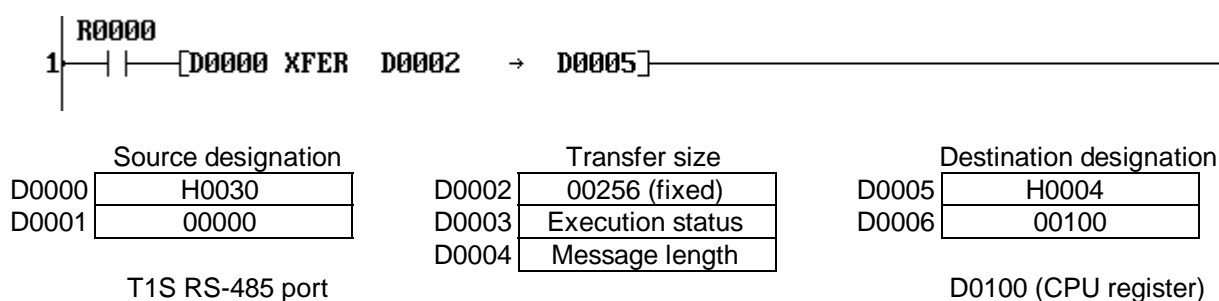 R0000
1 [D0000 XFER D0002 → D0005]
Source designation Transfer size Destination designation
D0000 H0030 D0002 00256 (fixed) D0005 H0004
D0001 00000 D0003 Execution status D0006 00100
D0004 Message length
T1S RS-485 port D0100 (CPU register)